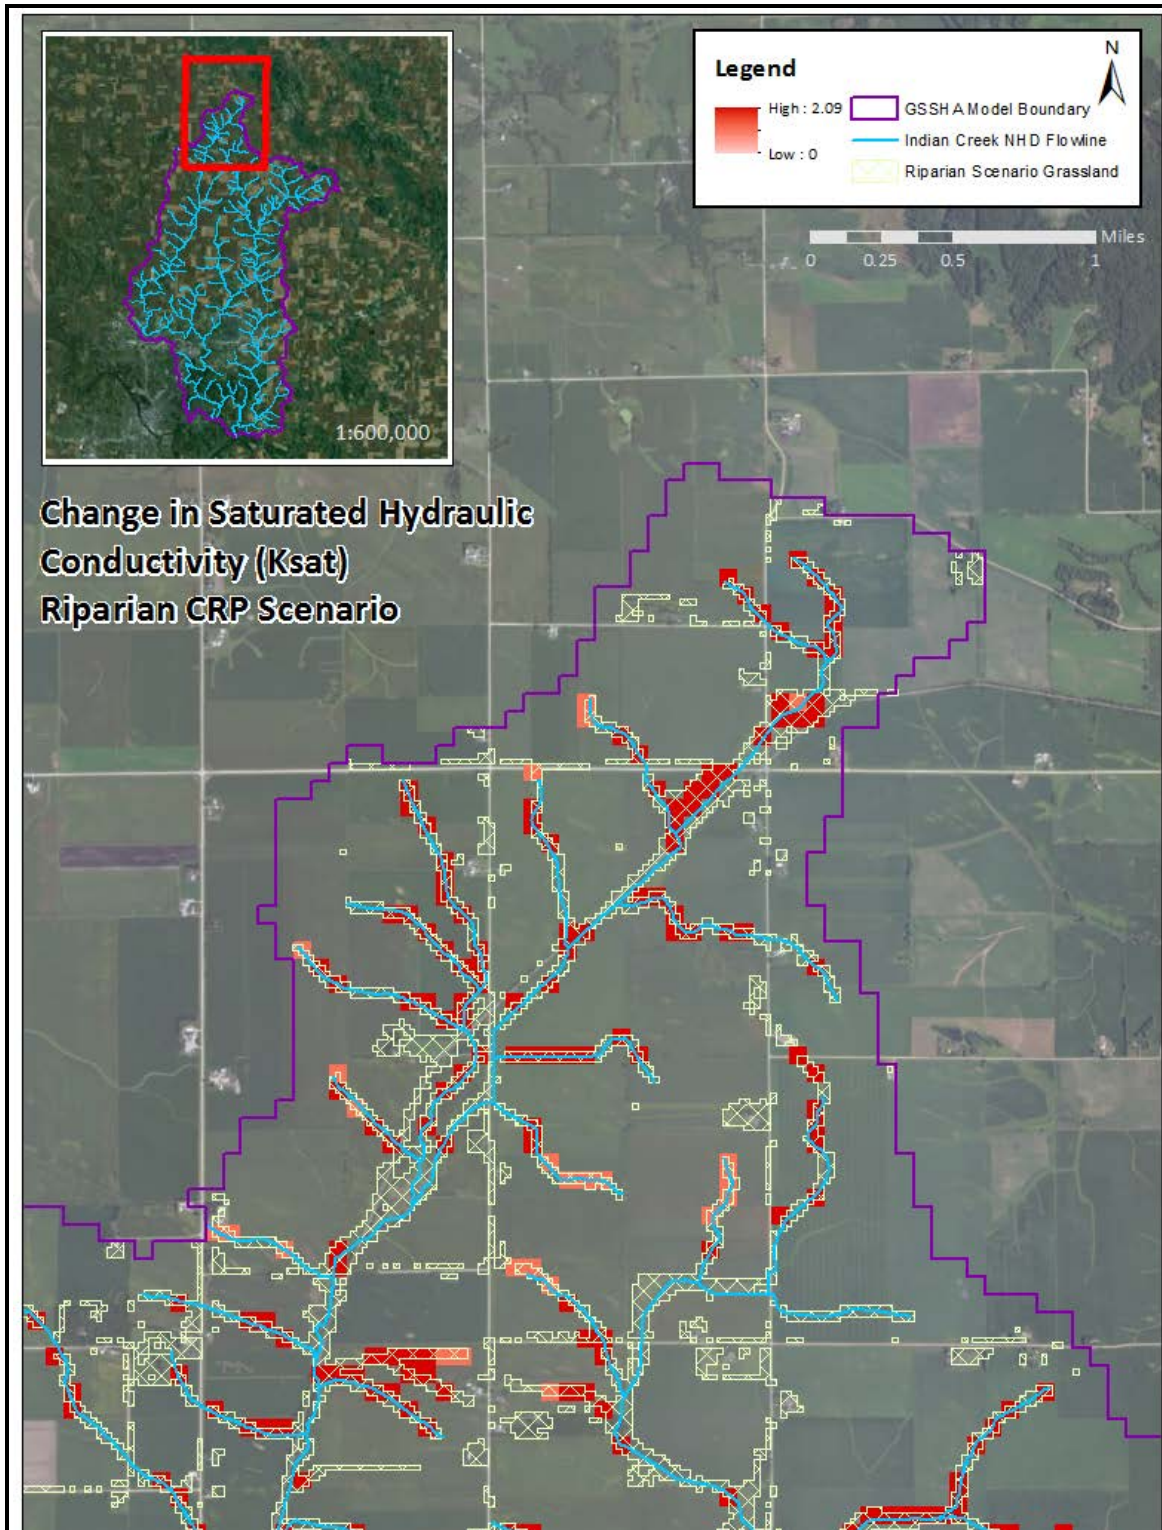 1:600,000
Legend
High : 2.09
Low : 0
GSSHA Model Boundary
Indian Creek NHD Flowline
Riparian Scenario Grassland
N
Miles
0 0.25 0.5 1
Change in Saturated Hydraulic
Conductivity (Ksat)
Riparian CRP Scenario